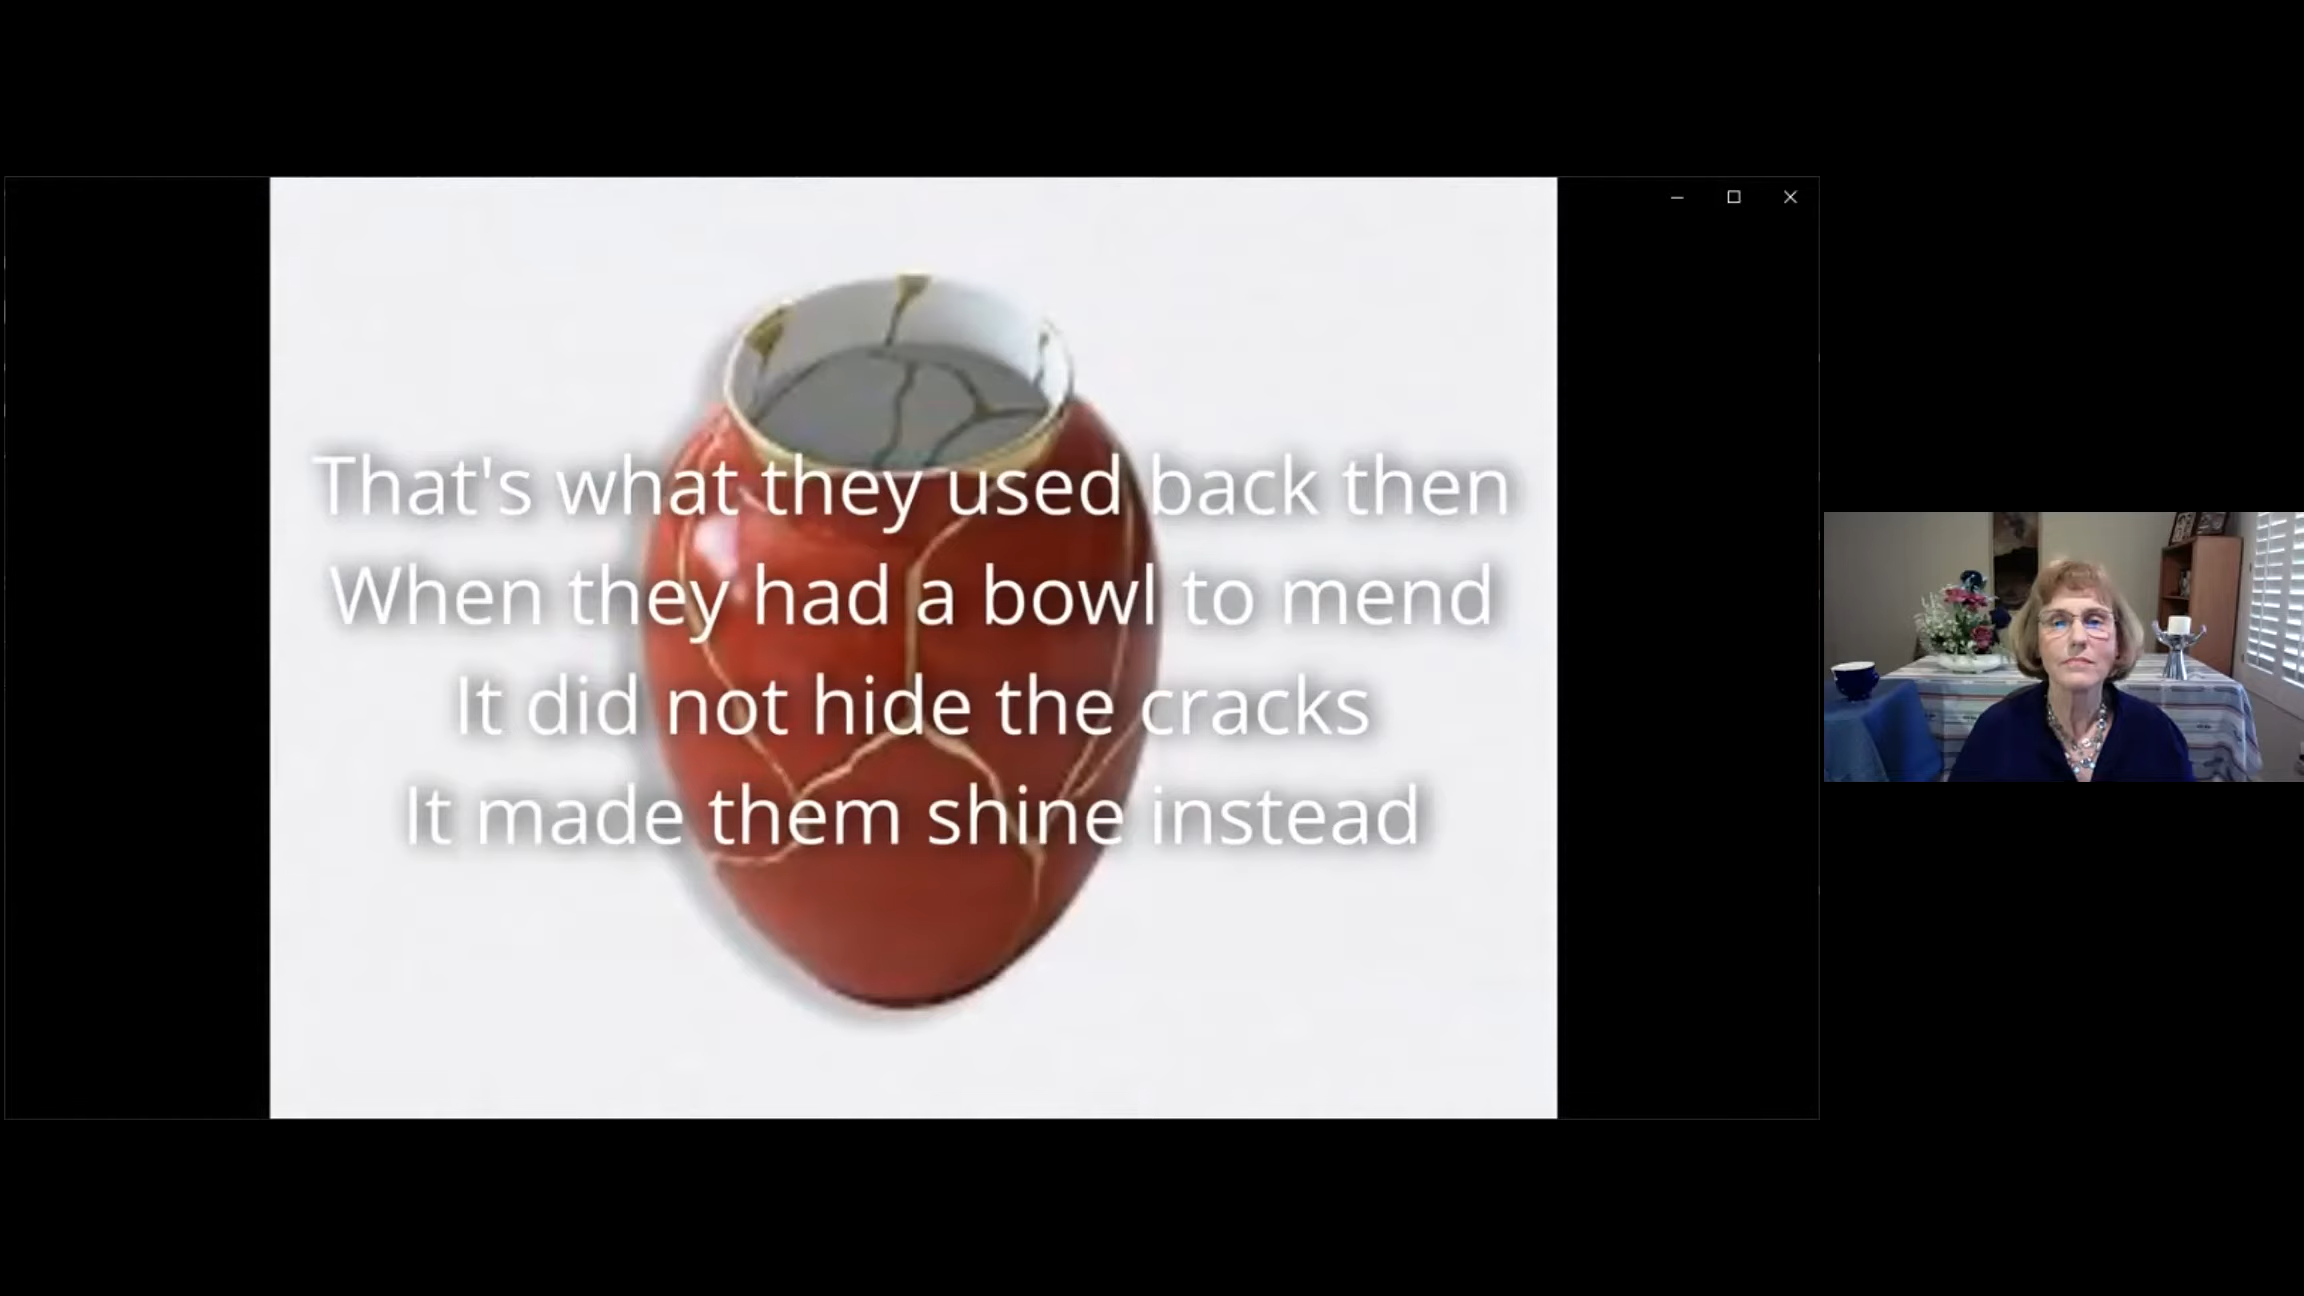 That's what they used back then
When they had a bowl to mend
It did not hide the cracks
It made them shine instead